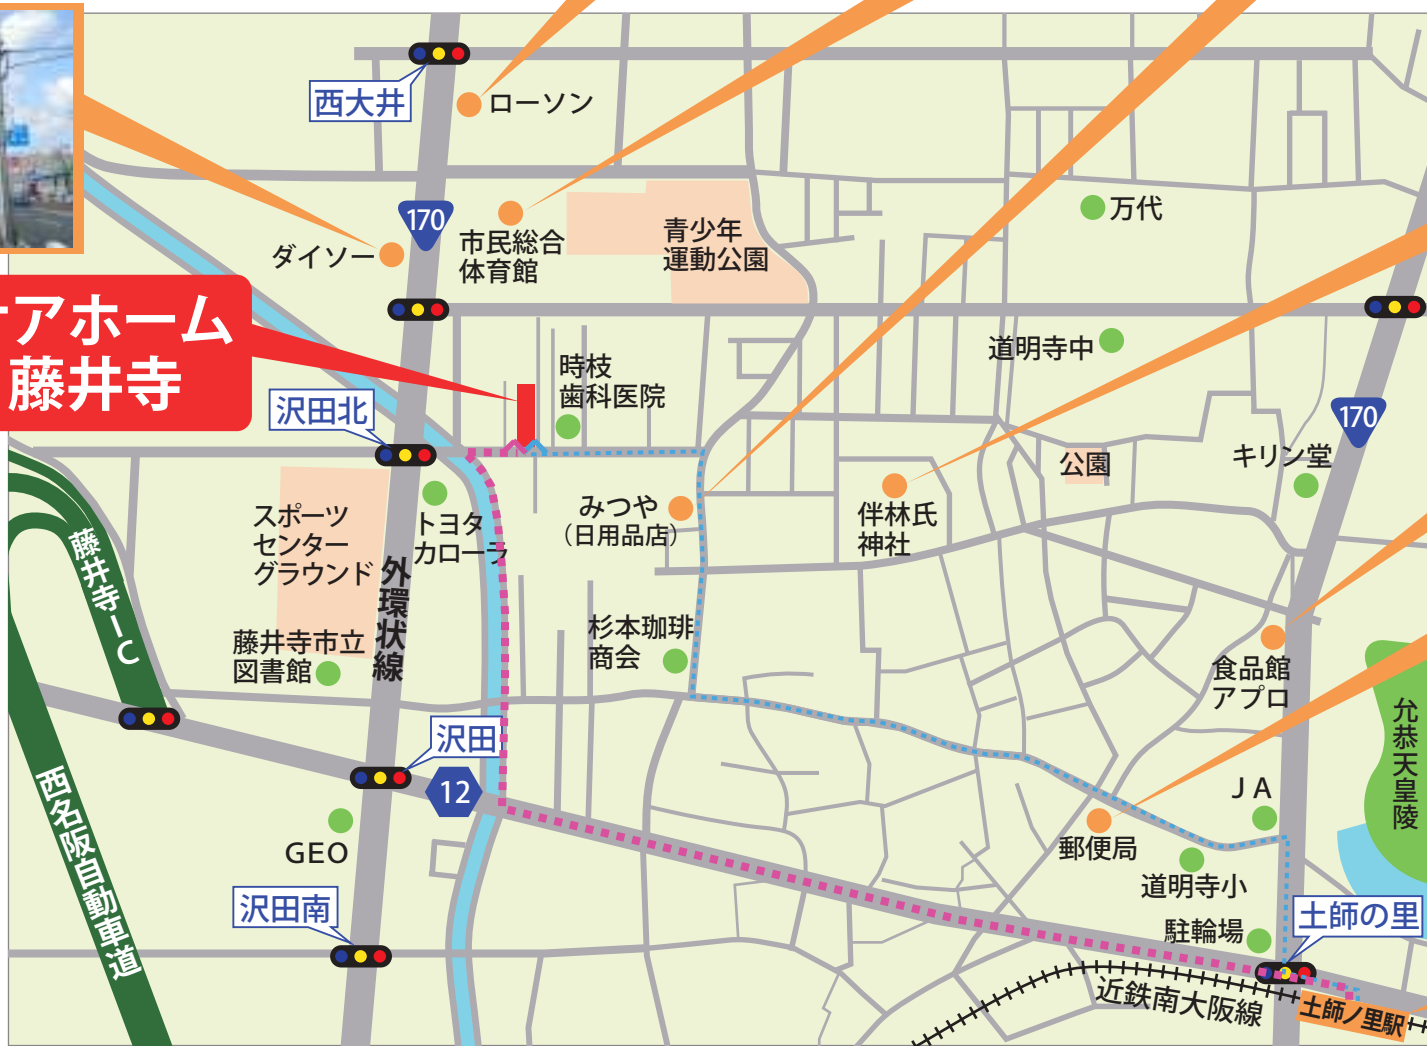 西大井
ローソン
170
市民総合
体育館
青少年
運動公園
万代
ダイソー
アホーム
藤井寺
時枝
歯科医院
道明寺中
沢田北
170
キリン堂
公園
スポーツ
センター
グラウンド
トヨタ
カローラ
みつや
(日用品店)
伴林氏
神社
藤井寺IC
外環状線
藤井寺市立
図書館
杉本珈琲
商会
食品館
アプロ
允恭天皇陵
沢田
12
西名阪自動車道
GEO
JA
郵便局
道明寺小
沢田南
駐輪場
土師の里
近鉄南大阪線
土師ノ里駅